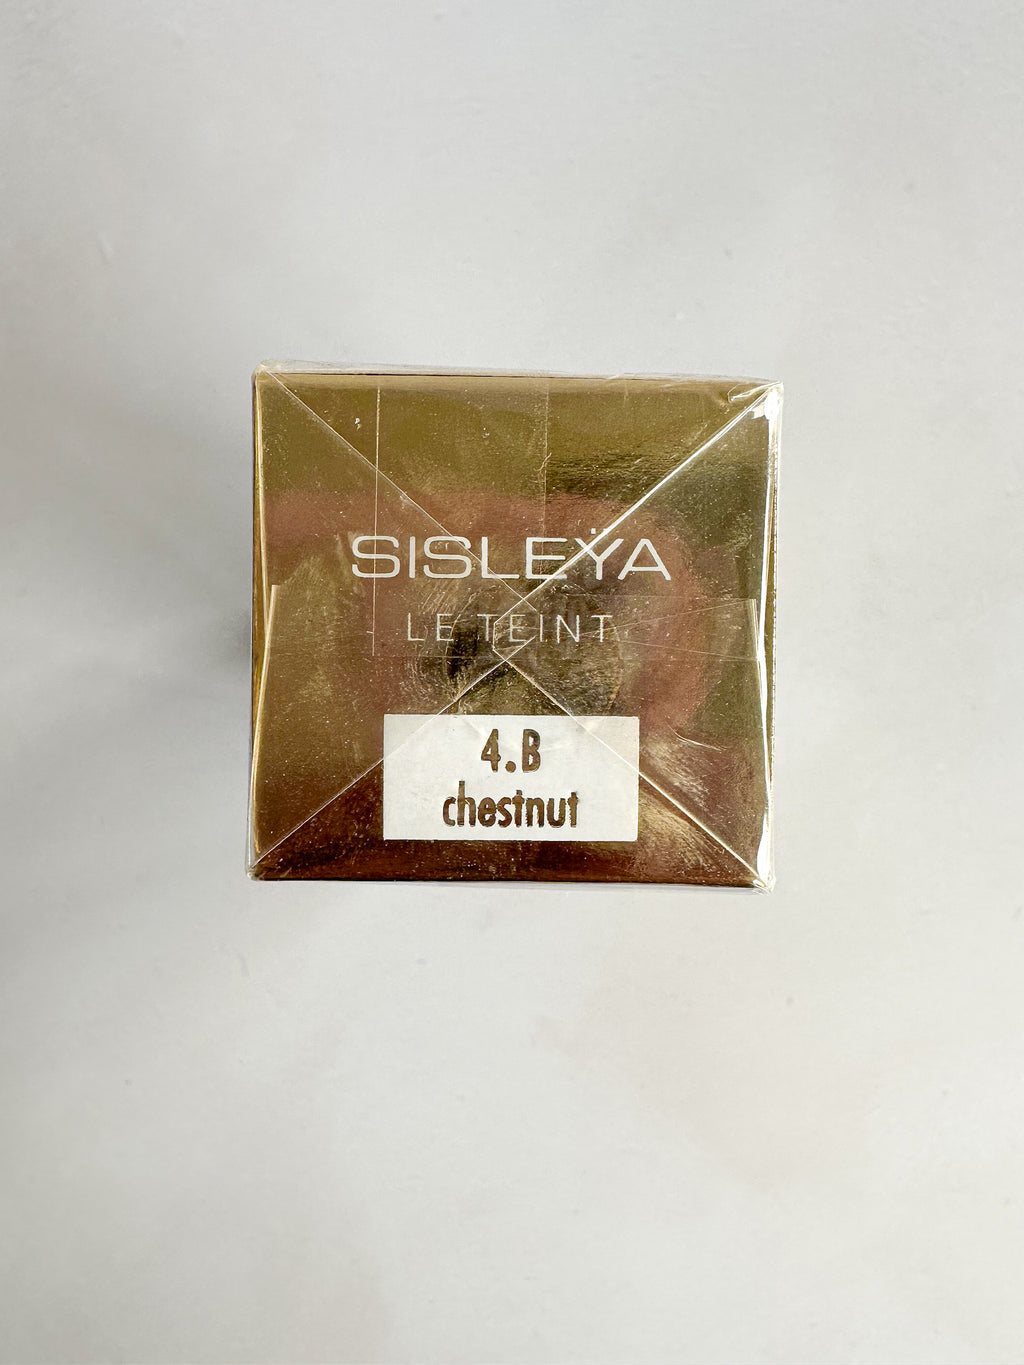 SISLEŸA
LE TEINT
4.B
chestnut